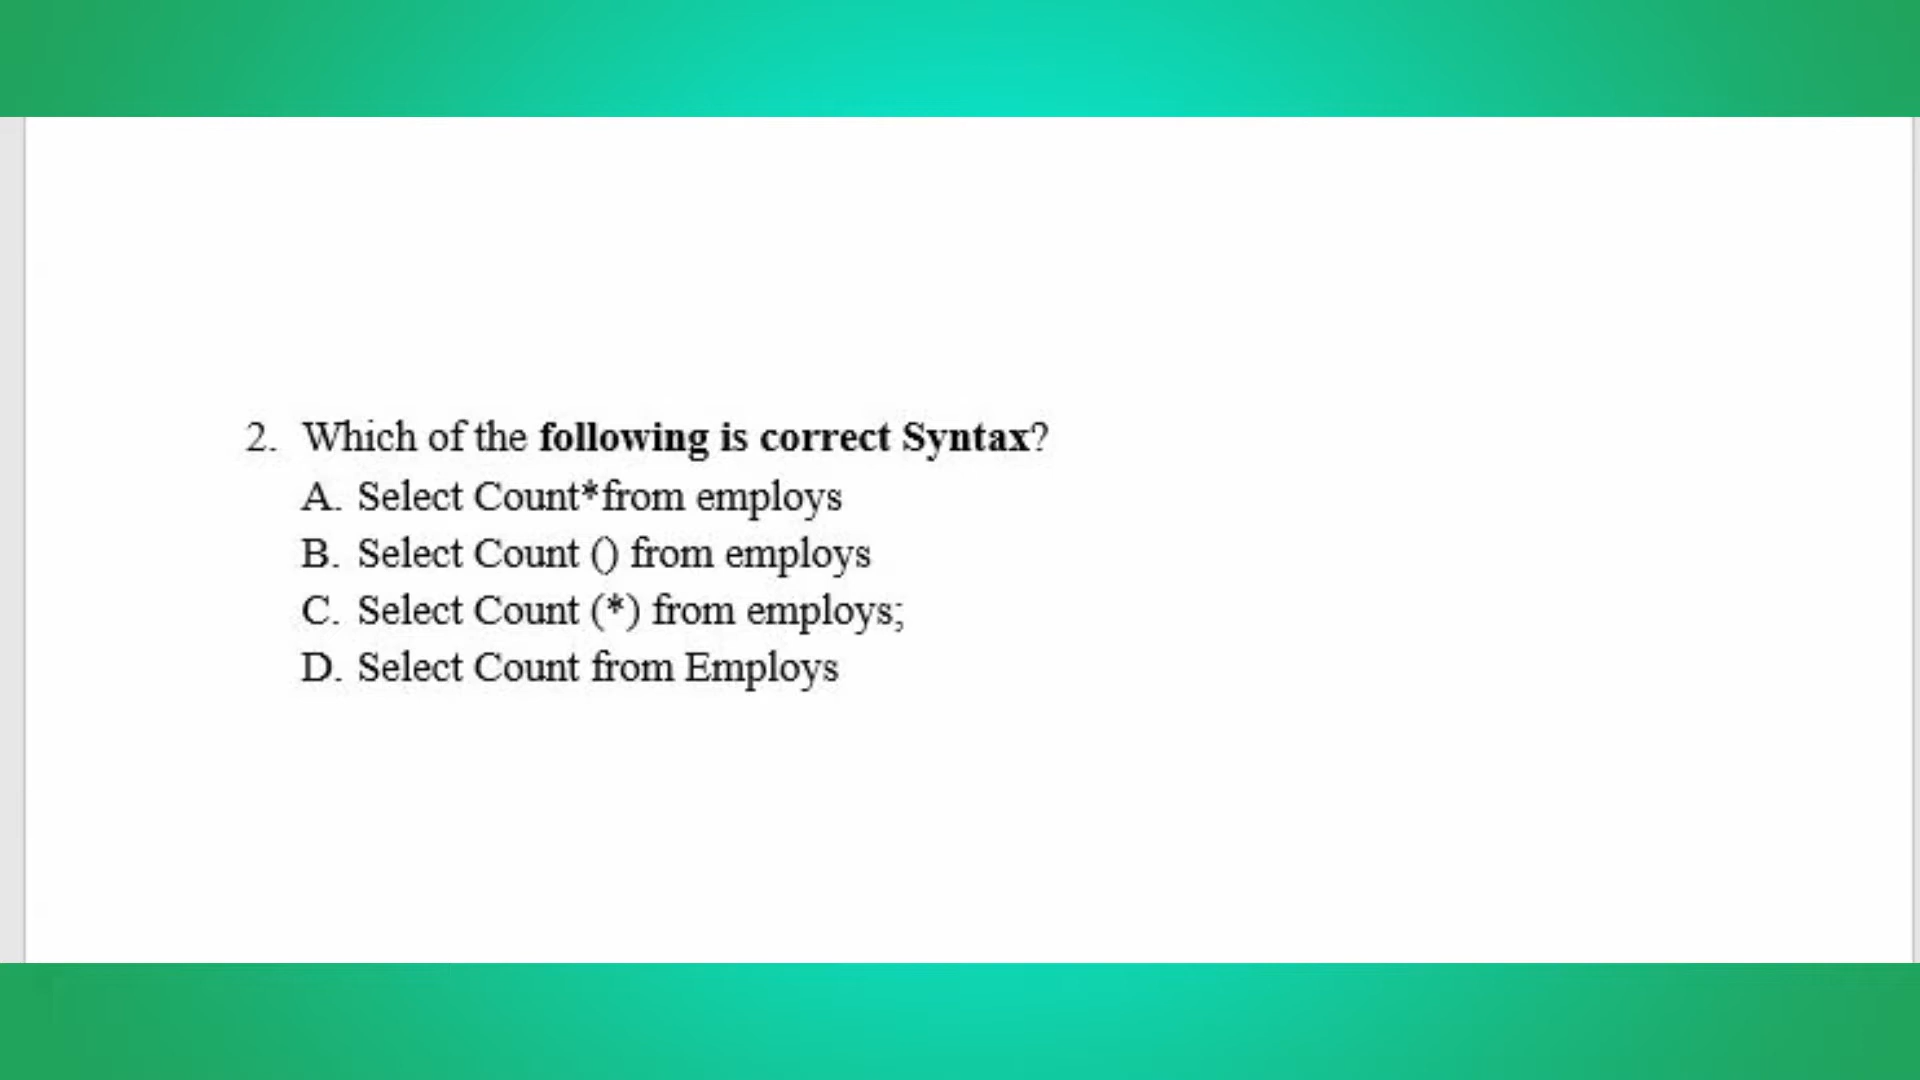 2. Which of the following is correct Syntax?
A. Select Count*from employs
B. Select Count () from employs
C. Select Count (*) from employs;
D. Select Count from Employs